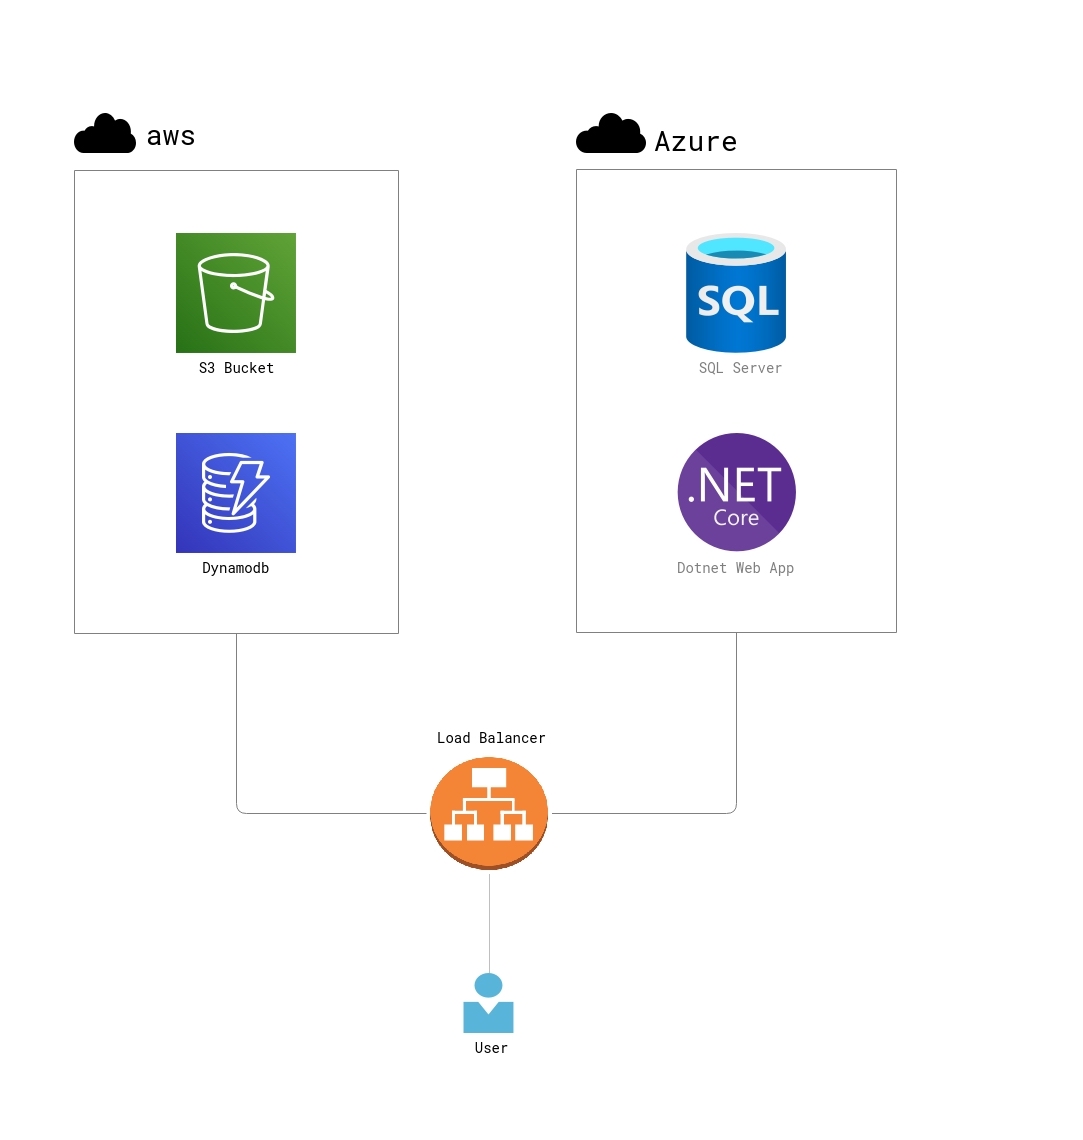 aws
Azure
S3 Bucket
SQL
SQL Server
Dynamodb
.NET
Core
Dotnet Web App
Load Balancer
User